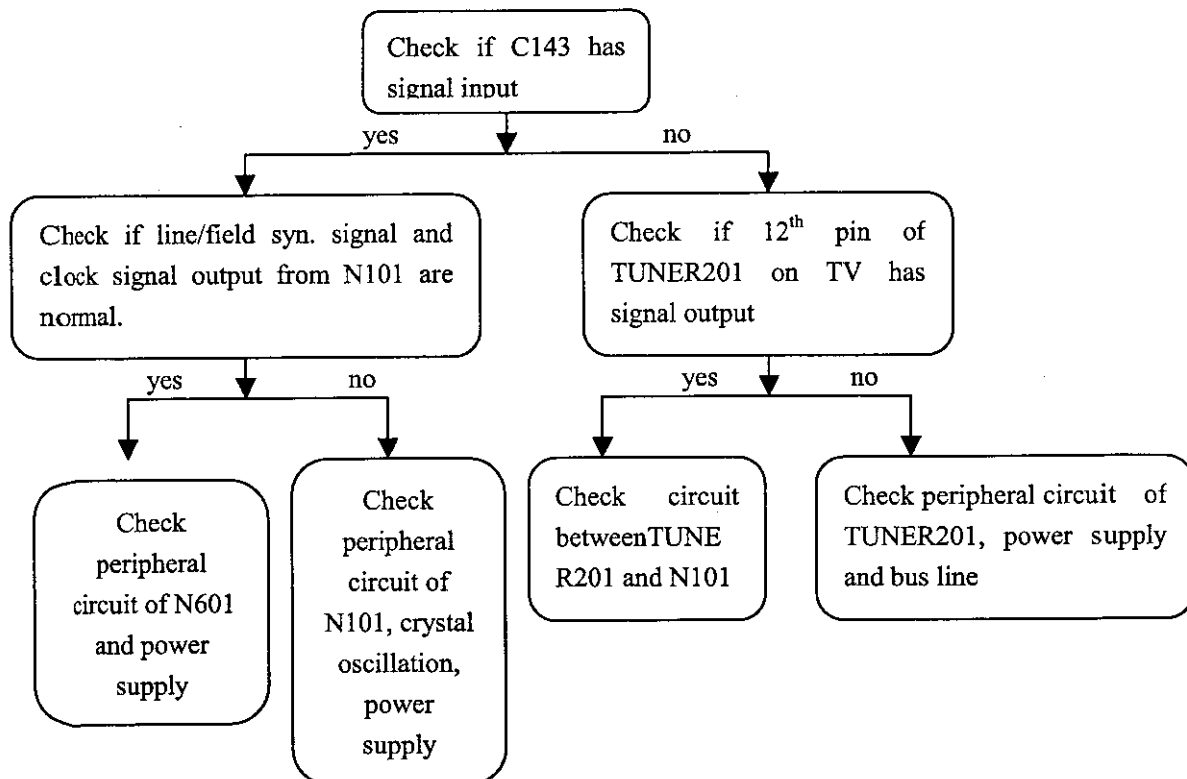 Check if C143 has
signal input
yes
no
Check if line/field syn. signal and
clock signal output from N101 are
normal.
Check if 12th pin of
TUNER201 on TV has
signal output
yes
no
yes
no
Check
peripheral
circuit of N601
and power
supply
Check
peripheral
circuit of
N101, crystal
oscillation,
power
supply
Check circuit
betweenTUNE
R201 and N101
Check peripheral circuit of
TUNER201, power supply
and bus line